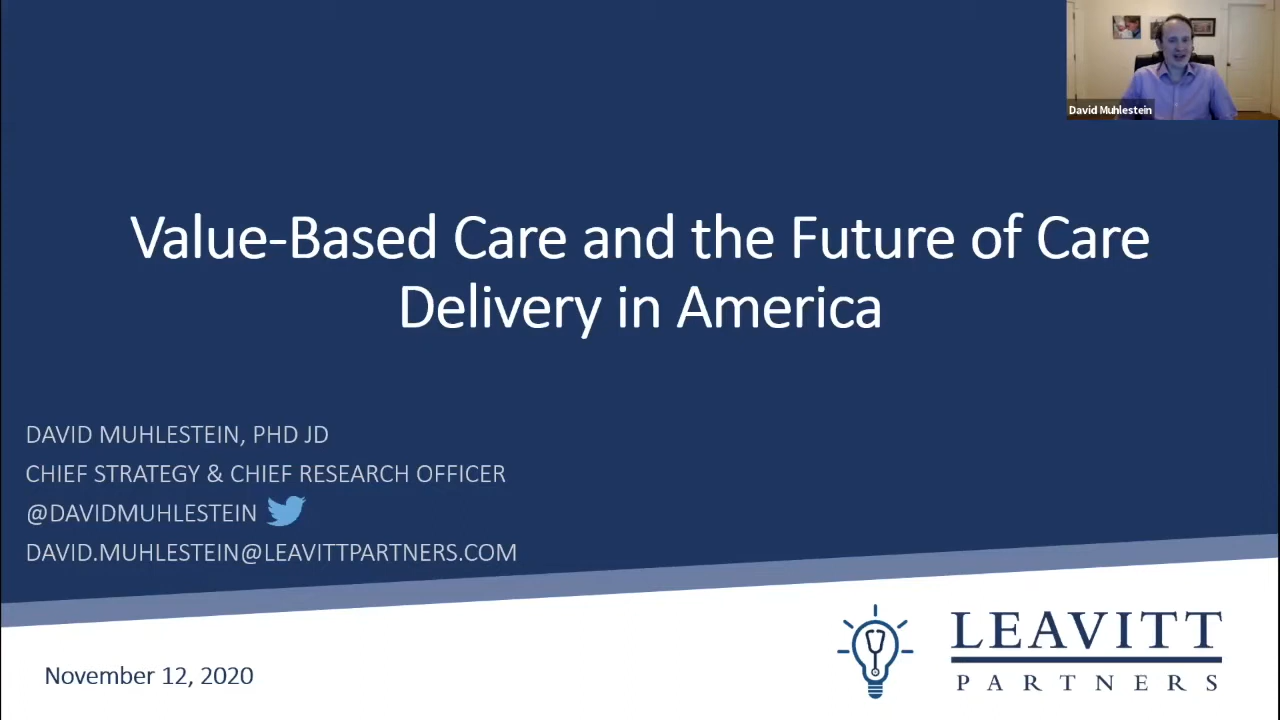 David Muhlestein
Value-Based Care and the Future of Care
Delivery in America
DAVID MUHLESTEIN, PHD JD
CHIEF STRATEGY & CHIEF RESEARCH OFFICER
@DAVIDMUHLESTEIN
DAVID.MUHLESTEIN@LEAVITTPARTNERS.COM
November 12, 2020
LEAVITT
PARTNERS